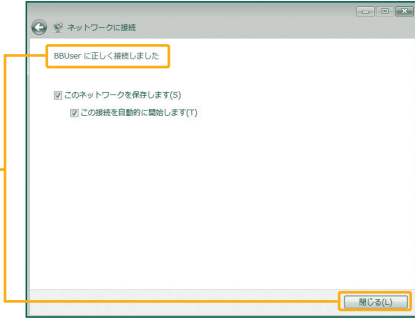 ネットワークに接続
BBUser に正しく接続しました
このネットワークを保存します(S)
この接続を自動的に開始します(T)
閉じる(L)